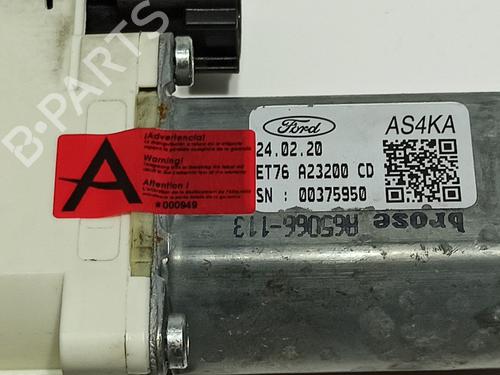 B-PARTS
Ford
AS4KA
24.02.20
ET76 A23200 CD
SN : 00375950
brose A65066-113
A
¡Advertencia!
Warning!
Attention !
*000949